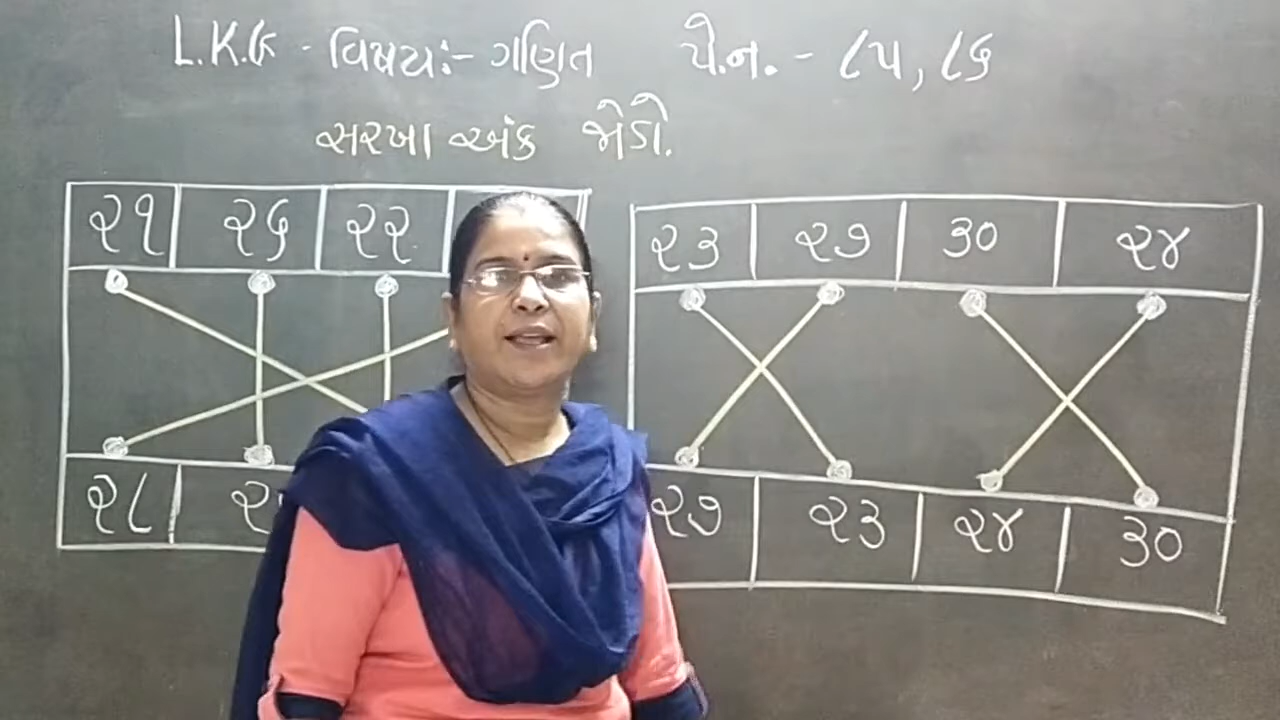 L.K.G - વિષય:- ગણિત પે.ન. - ૮૫, ૮૬
સરખા અંક જોડો.
૨૧ ૨૬ ૨૨
૨૮
૨૩ ૨૭ ૩૦ ૨૪
૨૭ ૨૩ ૨૪ ૩૦